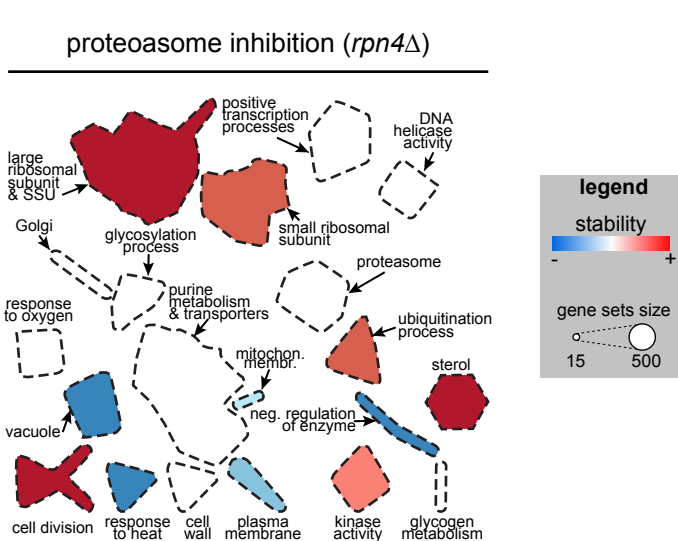 proteoasome inhibition (rpn4Δ)
positive
transcription
processes
DNA
helicase
activity
large
ribosomal
subunit
& SSU
small ribosomal
subunit
Golgi
glycosylation
process
proteasome
purine
metabolism
& transporters
response
to oxygen
ubiquitination
process
mitochon.
membr.
sterol
neg. regulation
of enzyme
vacuole
cell division
response
to heat
cell
wall
plasma
membrane
kinase
activity
glycogen
metabolism
legend
stability
- +
gene sets size
15 500